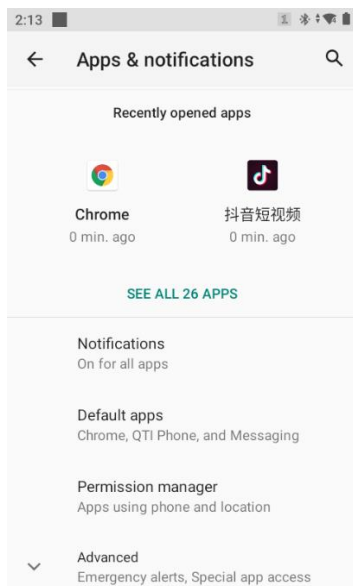 2:13
Apps & notifications
Recently opened apps
Chrome
抖音短视频
0 min. ago
0 min. ago
SEE ALL 26 APPS
Notifications
On for all apps
Default apps
Chrome, QTI Phone, and Messaging
Permission manager
Apps using phone and location
Advanced
Emergency alerts, Special app access